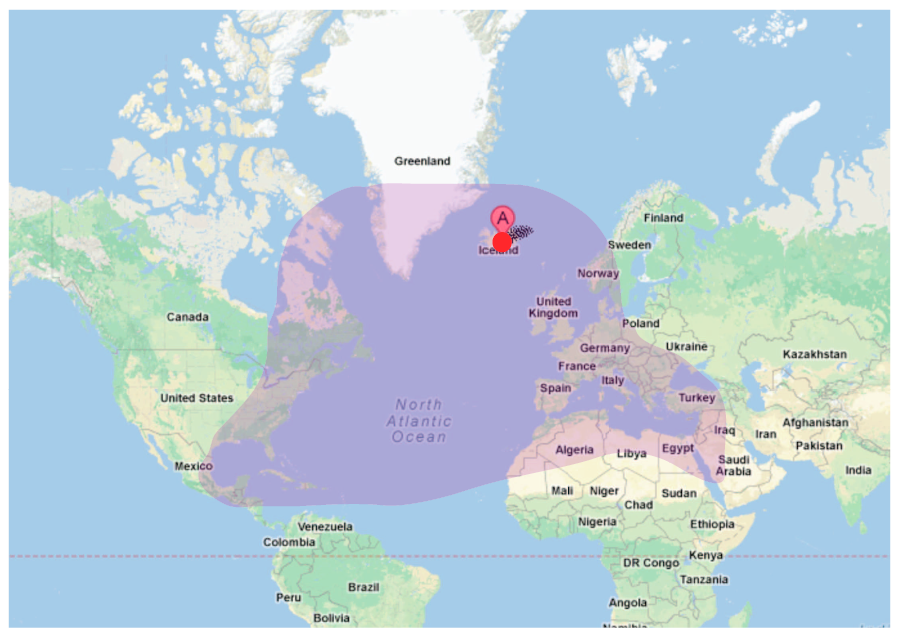 Greenland
A
Iceland
Finland
Sweden
Norway
United
Kingdom
Canada
Poland
Ukraine
Germany
Kazakhstan
France
Italy
Spain
United States
Turkey
North
Atlantic
Ocean
Afghanistan
Iraq
Iran
Pakistan
Algeria
Libya
Egypt
Saudi
Arabia
Mexico
India
Mali
Niger
Sudan
Chad
Nigeria
Ethiopia
Venezuela
Colombia
Kenya
DR Congo
Tanzania
Brazil
Peru
Angola
Bolivia
Namibia